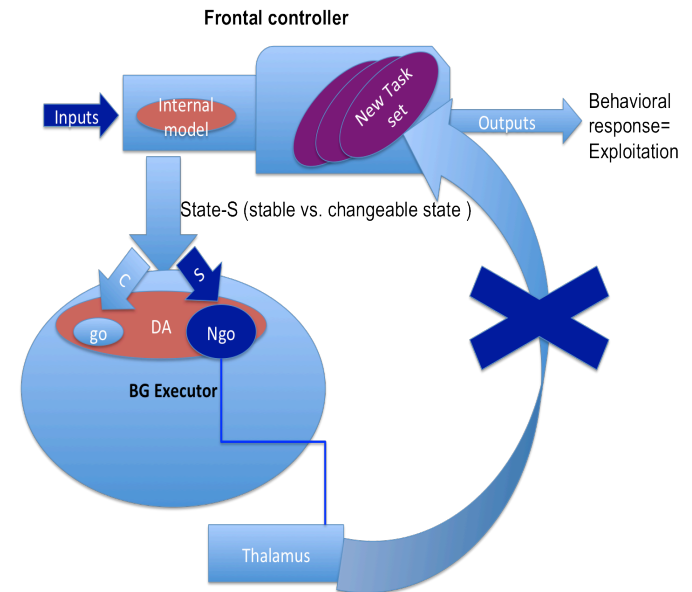 Frontal controller
Inputs
Internal
model
New Task
set
Outputs
Behavioral
response=
Exploitation
State-S (stable vs. changeable state )
C
S
go
DA
Ngo
BG Executor
Thalamus